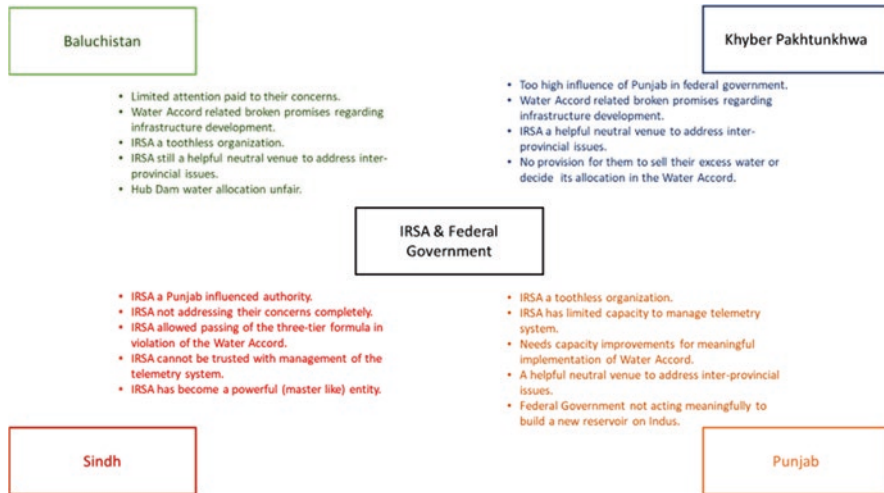 Baluchistan
• Limited attention paid to their concerns.
• Water Accord related broken promises regarding
infrastructure development.
• IRSA a toothless organization.
• IRSA still a helpful neutral venue to address inter-
provincial issues.
• Hub Dam water allocation unfair.
Khyber Pakhtunkhwa
• Too high influence of Punjab in federal government.
• Water Accord related broken promises regarding
infrastructure development.
• IRSA a helpful neutral venue to address inter-
provincial issues.
• No provision for them to sell their excess water or
decide its allocation in the Water Accord.
IRSA & Federal
Government
• IRSA a Punjab influenced authority.
• IRSA not addressing their concerns completely.
• IRSA allowed passing of the three-tier formula in
violation of the Water Accord.
• IRSA cannot be trusted with management of the
telemetry system.
• IRSA has become a powerful (master like) entity.
Sindh
• IRSA a toothless organization.
• IRSA has limited capacity to manage telemetry
system.
• Needs capacity improvements for meaningful
implementation of Water Accord.
• A helpful neutral venue to address inter-provincial
issues.
• Federal Government not acting meaningfully to
build a new reservoir on Indus.
Punjab